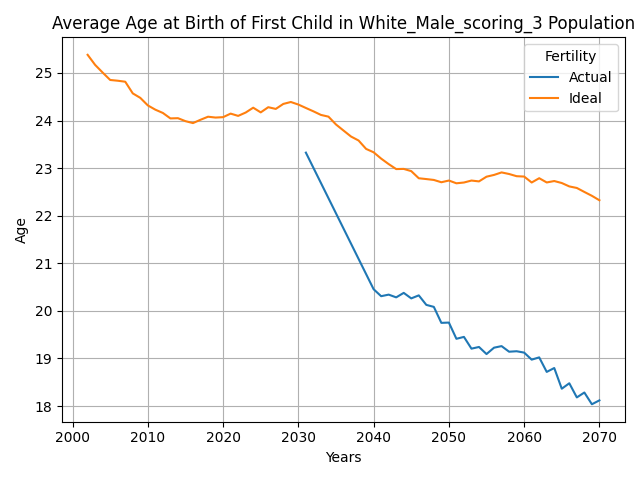 Average Age at Birth of First Child in White_Male_scoring_3 Population
Fertility
Actual
Ideal
Age
25
24
23
22
21
20
19
18
2000 2010 2020 2030 2040 2050 2060 2070
Years